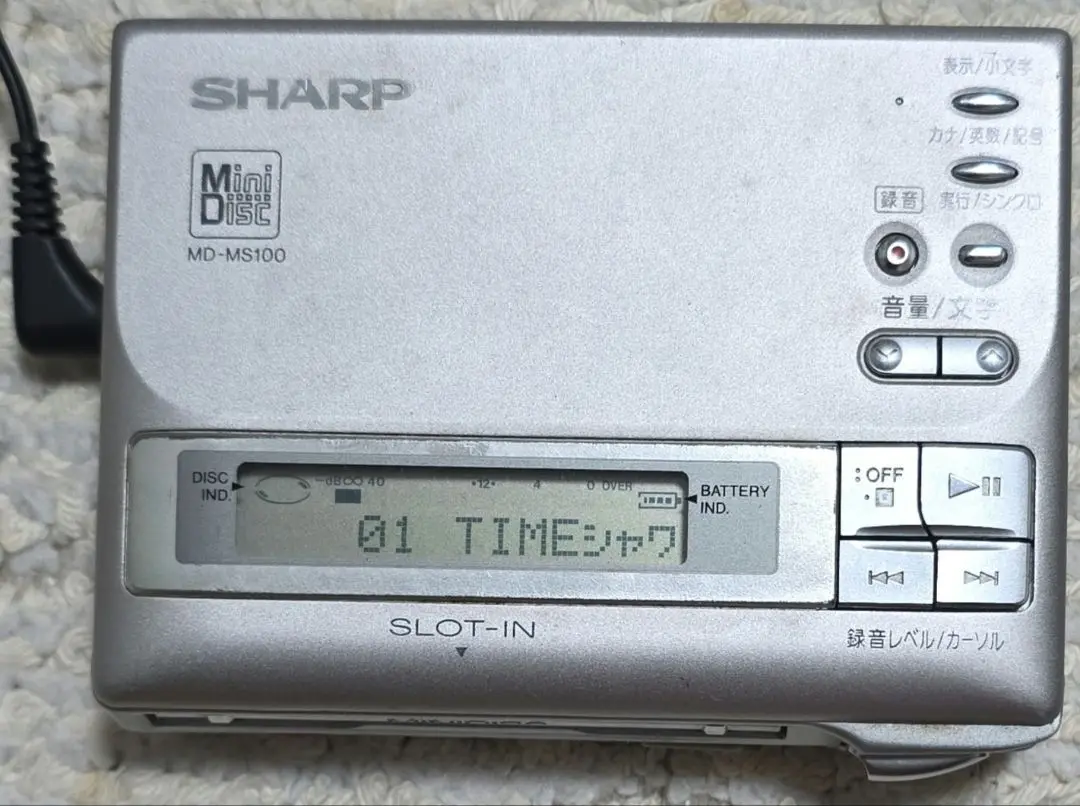 SHARP
Mini
Disc
MD-MS100
表示/小文字
カナ/英数/記号
録音 実行/シンクロ
音量/文字
DISC
IND.
-dB ∞ 40 •12• 4 0 OVER
01 TIMEシャワ
BATTERY
IND.
OFF
SLOT-IN
録音レベル/カーソル